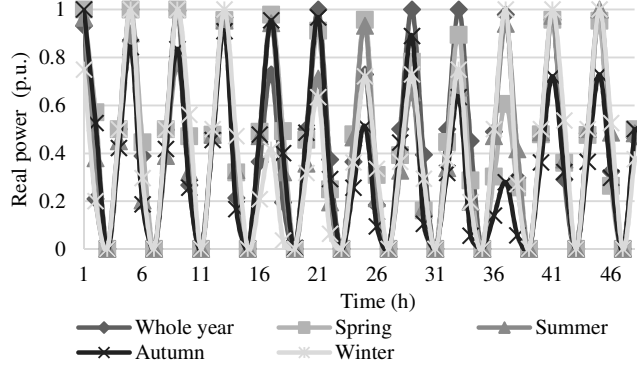 1
0.8
0.6
0.4
0.2
0
Real power (p.u.)
1 6 11 16 21 26 31 36 41 46
Time (h)
Whole year Spring Summer
Autumn Winter